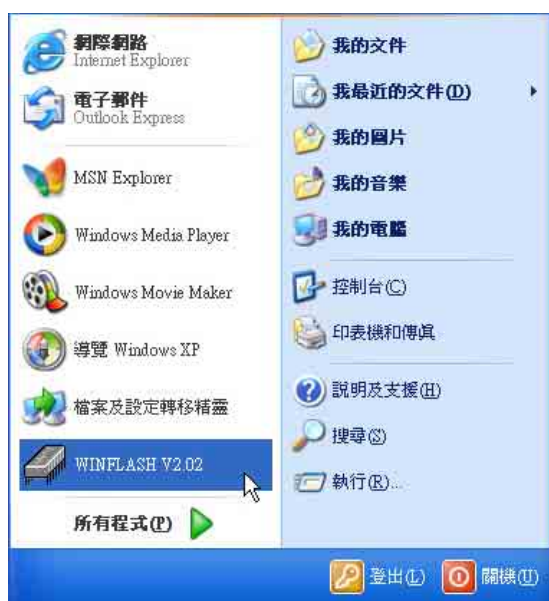 網際網路
Internet Explorer
電子郵件
Outlook Express
MSN Explorer
Windows Media Player
Windows Movie Maker
導覽 Windows XP
檔案及設定轉移精靈
WINFLASH V2.02
所有程式(P)
我的文件
我最近的文件(D)
我的圖片
我的音樂
我的電腦
控制台(C)
印表機和傳真
說明及支援(H)
搜尋(S)
執行(R)...
登出(L)
關機(U)